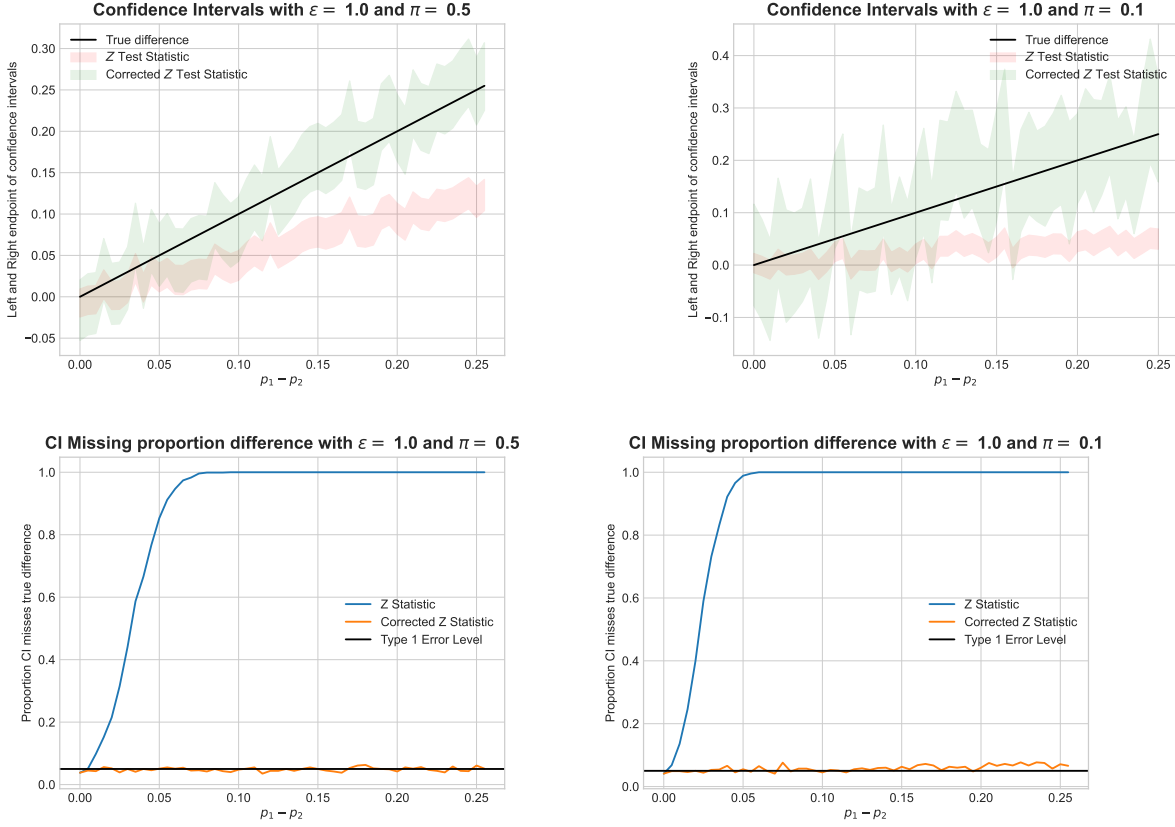 Confidence Intervals with ε = 1.0 and π = 0.5
Left and Right endpoint of confidence intervals
0.30
0.25
0.20
0.15
0.10
0.05
0.00
−0.05
True difference
Z Test Statistic
Corrected Z Test Statistic
0.00 0.05 0.10 0.15 0.20 0.25
p₁ − p₂
Confidence Intervals with ε = 1.0 and π = 0.1
Left and Right endpoint of confidence intervals
0.4
0.3
0.2
0.1
0.0
−0.1
True difference
Z Test Statistic
Corrected Z Test Statistic
0.00 0.05 0.10 0.15 0.20 0.25
p₁ − p₂
CI Missing proportion difference with ε = 1.0 and π = 0.5
Proportion CI misses true difference
1.0
0.8
0.6
0.4
0.2
0.0
Z Statistic
Corrected Z Statistic
Type 1 Error Level
0.00 0.05 0.10 0.15 0.20 0.25
p₁ − p₂
CI Missing proportion difference with ε = 1.0 and π = 0.1
Proportion CI misses true difference
1.0
0.8
0.6
0.4
0.2
0.0
Z Statistic
Corrected Z Statistic
Type 1 Error Level
0.00 0.05 0.10 0.15 0.20 0.25
p₁ − p₂